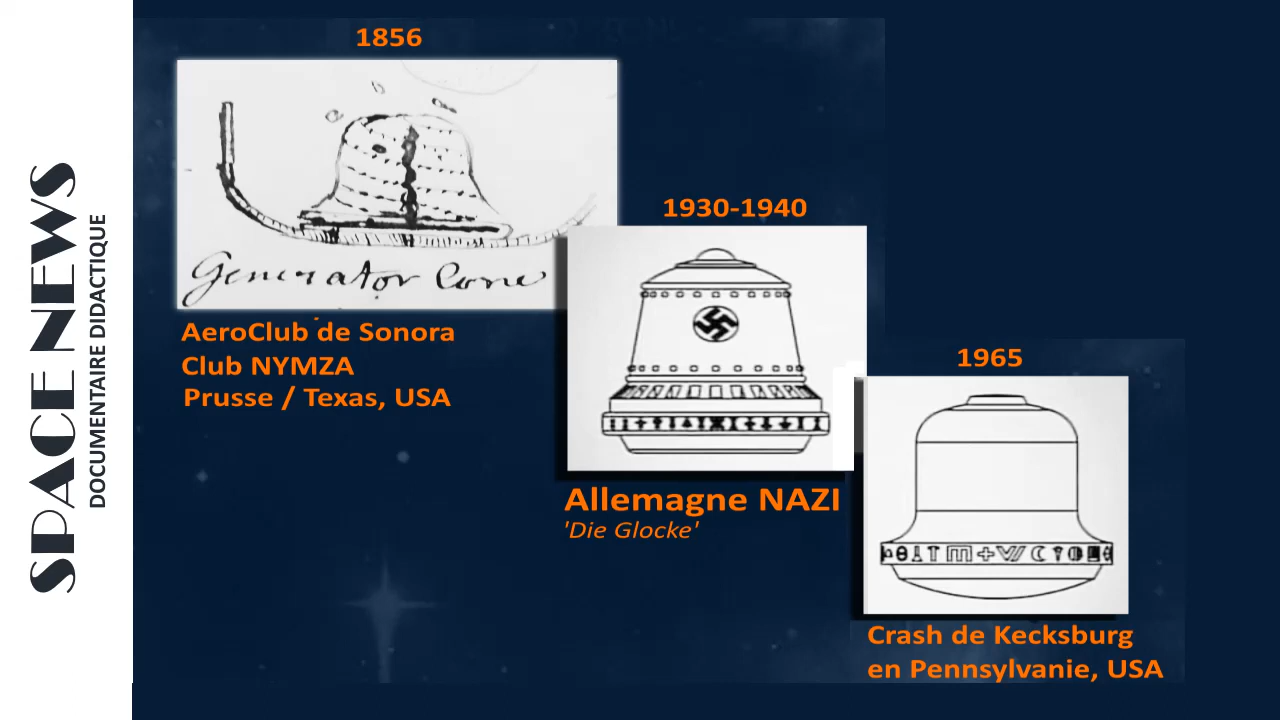 SPACE NEWS
DOCUMENTAIRE DIDACTIQUE
1856
Generator Cone
AeroClub de Sonora
Club NYMZA
Prusse / Texas, USA
1930-1940
Allemagne NAZI
'Die Glocke'
1965
Crash de Kecksburg
en Pennsylvanie, USA